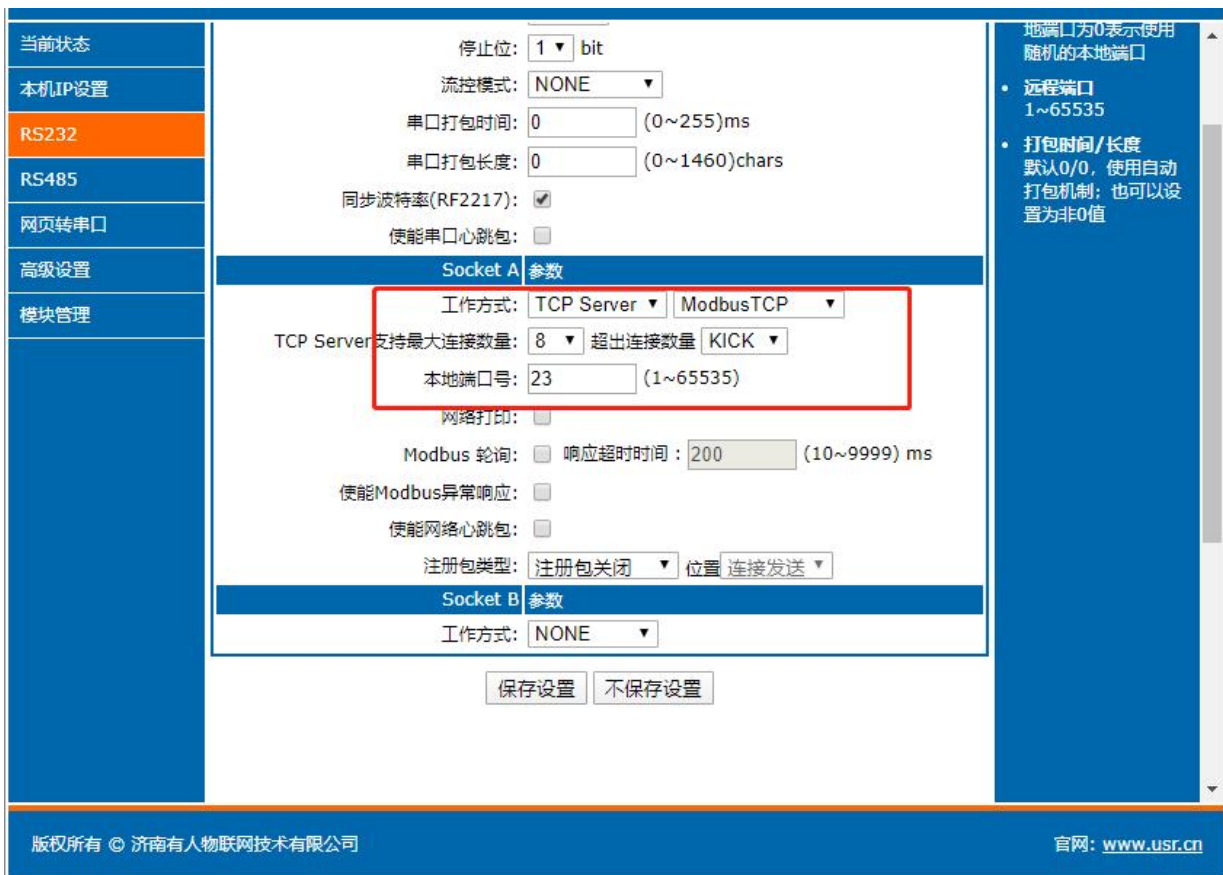 当前状态
本机IP设置
RS232
RS485
网页转串口
高级设置
模块管理
停止位: 1 bit
流控模式: NONE
串口打包时间: 0 (0~255)ms
串口打包长度: 0 (0~1460)chars
同步波特率(RF2217):
使能串口心跳包:
Socket A 参数
工作方式: TCP Server ModbusTCP
TCP Server支持最大连接数量: 8 超出连接数量 KICK
本地端口号: 23 (1~65535)
网络打印:
Modbus 轮询: 响应超时时间 : 200 (10~9999) ms
使能Modbus异常响应:
使能网络心跳包:
注册包类型: 注册包关闭 位置 连接发送
Socket B 参数
工作方式: NONE
保存设置 不保存设置
地端口为0表示使用
随机的本地端口
• 远程端口
1~65535
• 打包时间/长度
默认0/0，使用自动
打包机制；也可以设
置为非0值
版权所有 © 济南有人物联网技术有限公司
官网: www.usr.cn